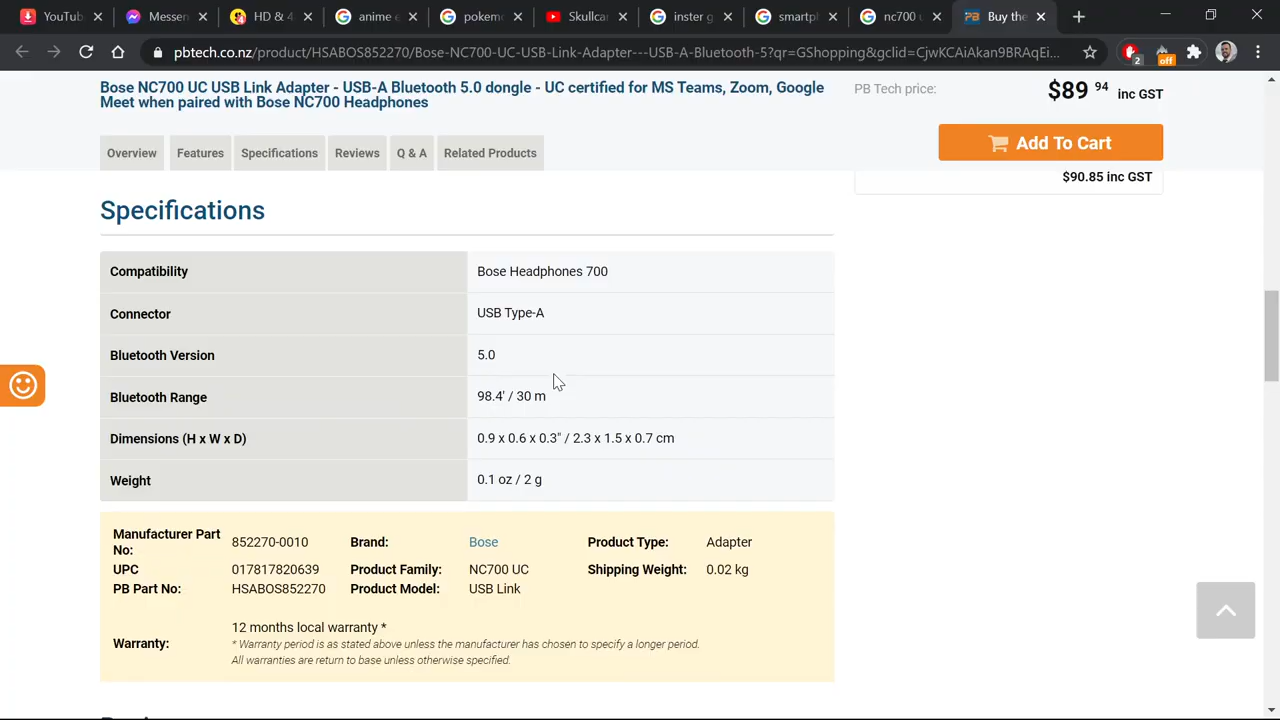 YouTub
Messen
HDx 4
anime e
pokemo
Skullcar
inster g
smartph
nc700 u
PB
Buy the
pbtech.co.nz/product/HSABOS852270/Bose-NC700-UC-USB-Link-Adapter---USB-A-Bluetooth-5?qr=GShopping&gclid=CjwKCAiAkan9BRAqEi...
2
off
Bose NC700 UC USB Link Adapter - USB-A Bluetooth 5.0 dongle - UC certified for MS Teams, Zoom, Google
Meet when paired with Bose NC700 Headphones
PB Tech price:
$89 94 inc GST
Add To Cart
Overview
Features
Specifications
Reviews
Q & A
Related Products
$90.85 inc GST
Specifications
Compatibility Bose Headphones 700
Connector USB Type-A
Bluetooth Version 5.0
Bluetooth Range 98.4' / 30 m
Dimensions (H x W x D) 0.9 x 0.6 x 0.3" / 2.3 x 1.5 x 0.7 cm
Weight 0.1 oz / 2 g
Manufacturer Part No: 852270-0010 Brand: Bose Product Type: Adapter
UPC 017817820639 Product Family: NC700 UC Shipping Weight: 0.02 kg
PB Part No: HSABOS852270 Product Model: USB Link
Warranty: 12 months local warranty *
* Warranty period is as stated above unless the manufacturer has chosen to specify a longer period.
All warranties are return to base unless otherwise specified.